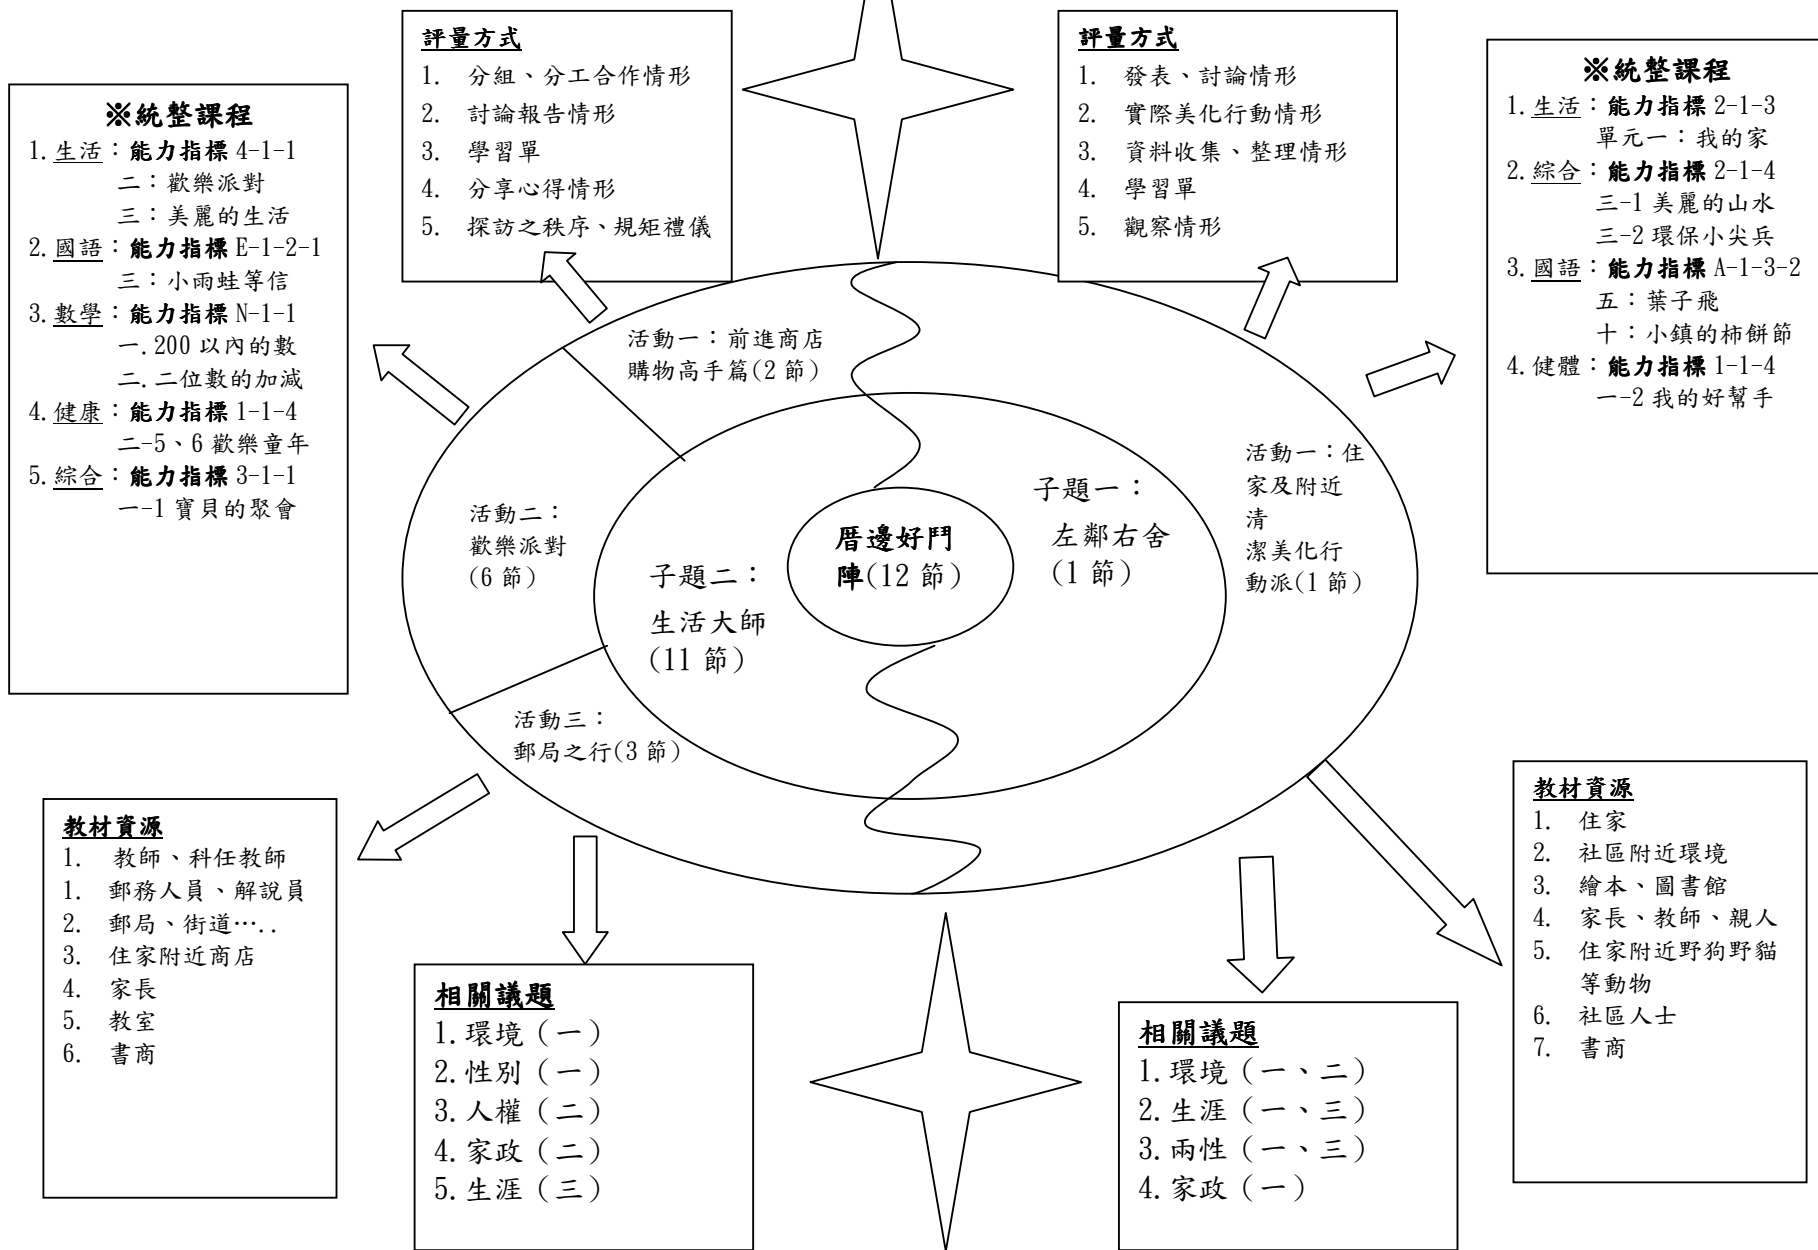 評量方式
1. 分組、分工合作情形
2. 討論報告情形
3. 學習單
4. 分享心得情形
5. 探訪之秩序、規矩禮儀
評量方式
1. 發表、討論情形
2. 實際美化行動情形
3. 資料收集、整理情形
4. 學習單
5. 觀察情形
※統整課程
1.生活：能力指標 4-1-1
二：歡樂派對
三：美麗的生活
2.國語：能力指標 E-1-2-1
三：小雨蛙等信
3.數學：能力指標 N-1-1
一.200 以內的數
二.二位數的加減
4.健康：能力指標 1-1-4
二-5、6 歡樂童年
5.綜合：能力指標 3-1-1
一-1 寶貝的聚會
※統整課程
1.生活：能力指標 2-1-3
單元一：我的家
2.綜合：能力指標 2-1-4
三-1 美麗的山水
三-2 環保小尖兵
3.國語：能力指標 A-1-3-2
五：葉子飛
十：小鎮的柿餅節
4.健體：能力指標 1-1-4
一-2 我的好幫手
活動一：前進商店
購物高手篇(2 節)
活動二：
歡樂派對
(6 節)
子題二：
生活大師
(11 節)
厝邊好鬥
陣(12 節)
子題一：
左鄰右舍
(1 節)
活動一：住
家及附近
清
潔美化行
動派(1 節)
活動三：
郵局之行(3 節)
教材資源
1. 教師、科任教師
1. 郵務人員、解說員
2. 郵局、街道…..
3. 住家附近商店
4. 家長
5. 教室
6. 書商
相關議題
1.環境（一）
2.性別（一）
3.人權（二）
4.家政（二）
5.生涯（三）
相關議題
1.環境（一、二）
2.生涯（一、三）
3.兩性（一、三）
4.家政（一）
教材資源
1. 住家
2. 社區附近環境
3. 繪本、圖書館
4. 家長、教師、親人
5. 住家附近野狗野貓
等動物
6. 社區人士
7. 書商